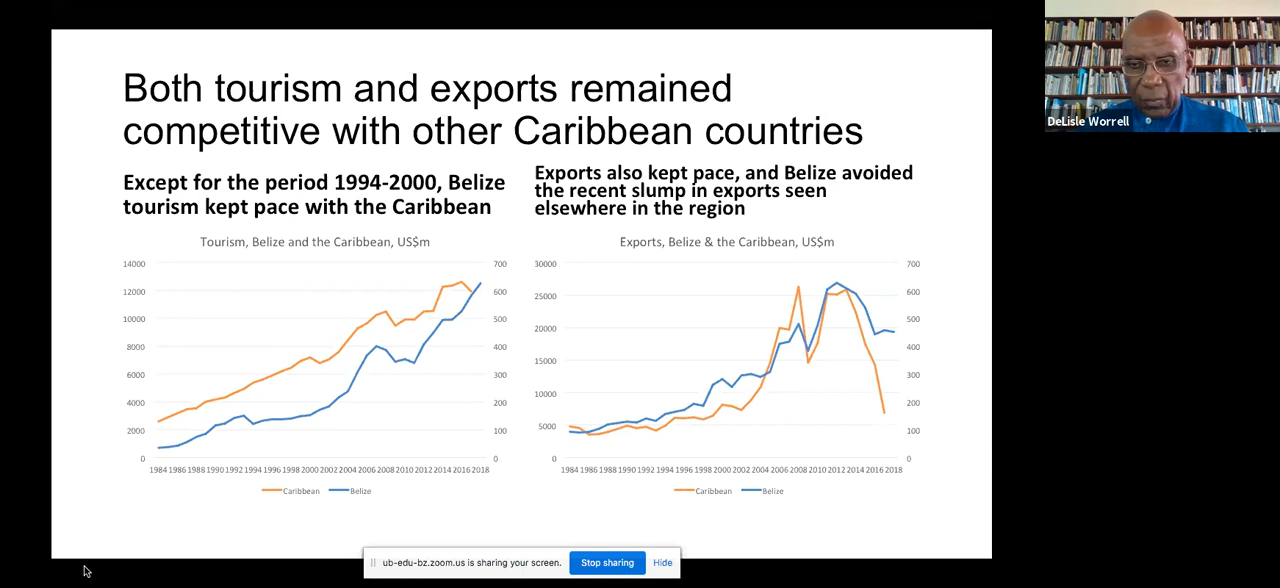 Both tourism and exports remained
competitive with other Caribbean countries
Except for the period 1994-2000, Belize
tourism kept pace with the Caribbean
Exports also kept pace, and Belize avoided
the recent slump in exports seen
elsewhere in the region
Tourism, Belize and the Caribbean, US$m
14000
12000
10000
8000
6000
4000
2000
0
700
600
500
400
300
200
100
0
1984 1986 1988 1990 1992 1994 1996 1998 2000 2002 2004 2006 2008 2010 2012 2014 2016 2018
Caribbean Belize
Exports, Belize & the Caribbean, US$m
30000
25000
20000
15000
10000
5000
0
700
600
500
400
300
200
100
0
1984 1986 1988 1990 1992 1994 1996 1998 2000 2002 2004 2006 2008 2010 2012 2014 2016 2018
Caribbean Belize
DeLisle Worrell
ub-edu-bz.zoom.us is sharing your screen. Stop sharing Hide